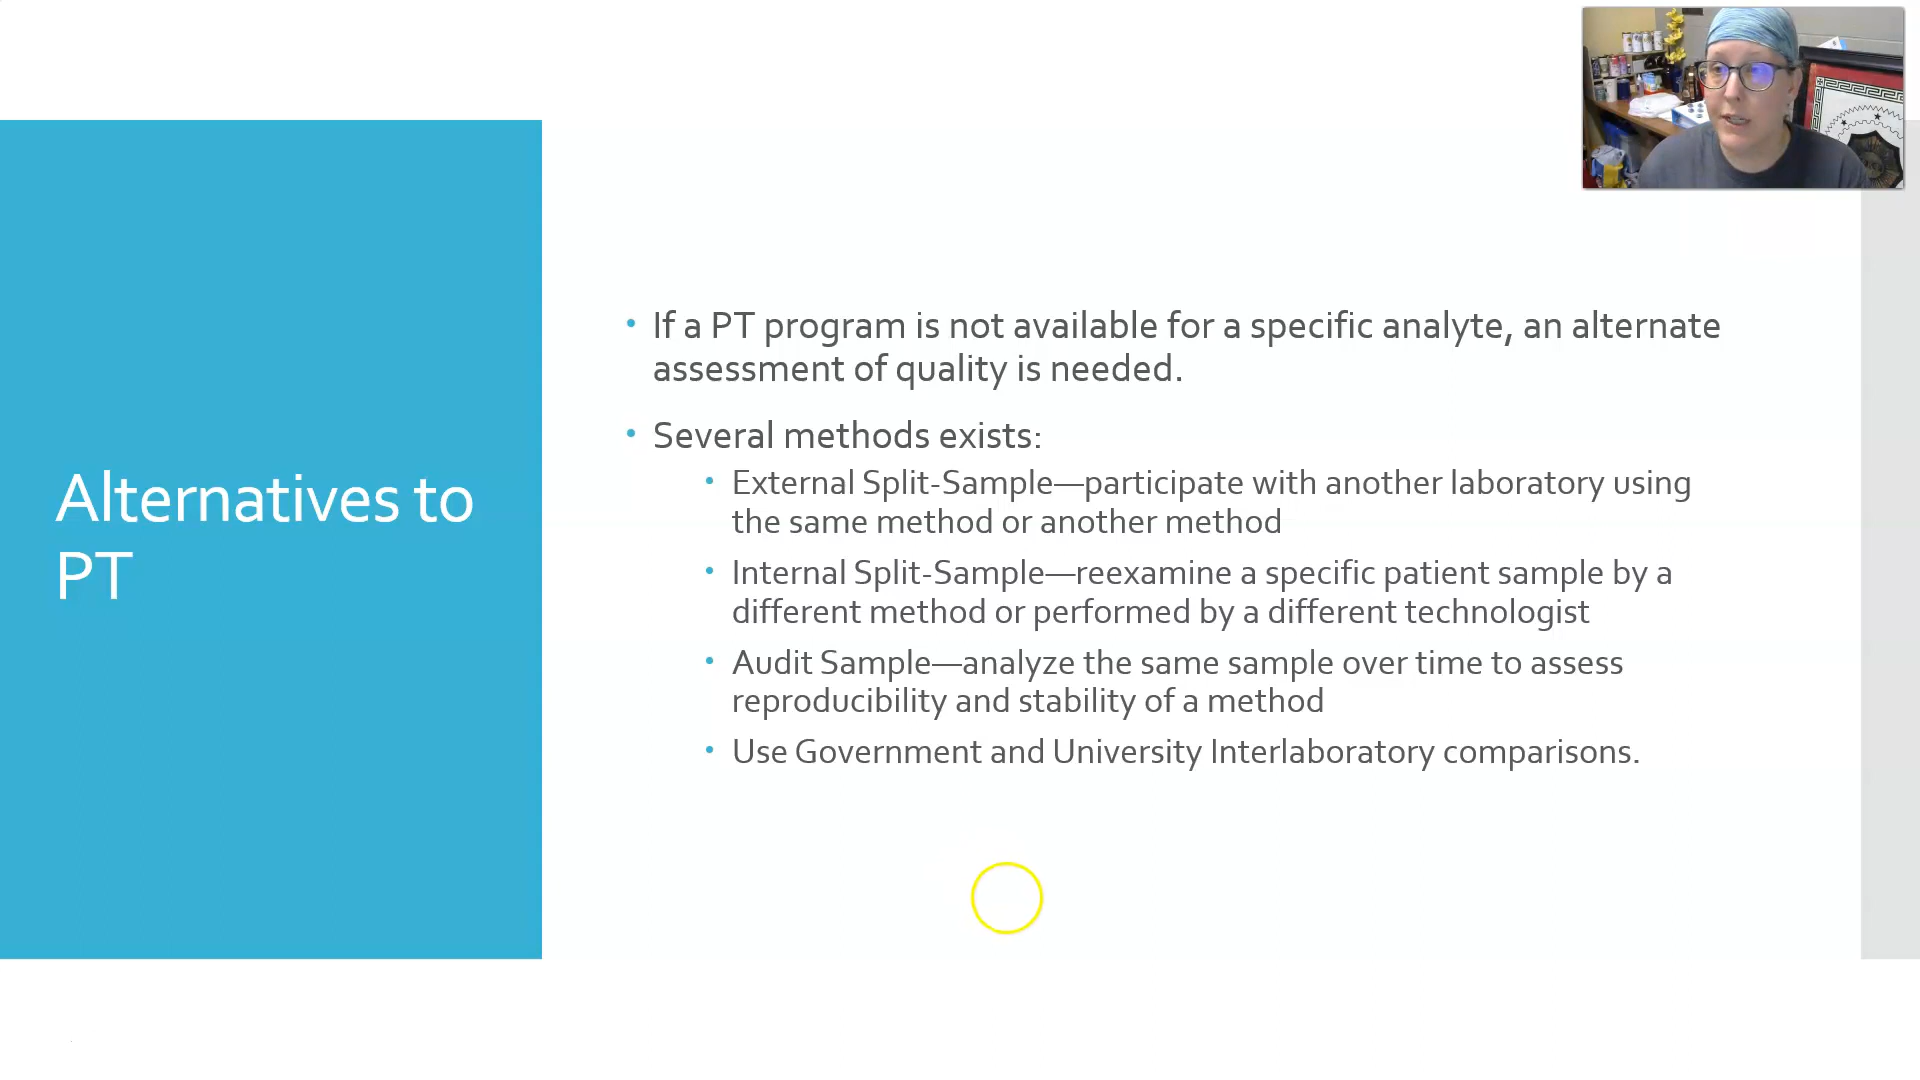 Alternatives to
PT
If a PT program is not available for a specific analyte, an alternate
assessment of quality is needed.
Several methods exists:
External Split-Sample—participate with another laboratory using
the same method or another method
Internal Split-Sample—reexamine a specific patient sample by a
different method or performed by a different technologist
Audit Sample—analyze the same sample over time to assess
reproducibility and stability of a method
Use Government and University Interlaboratory comparisons.